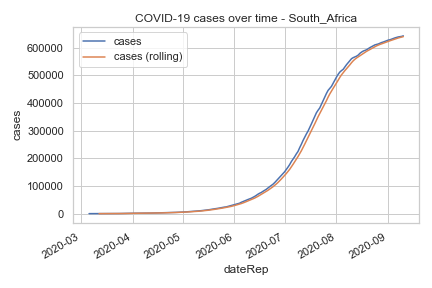 COVID-19 cases over time - South_Africa
cases
cases (rolling)
600000
500000
400000
300000
200000
100000
0
cases
2020-03
2020-04
2020-05
2020-06
2020-07
2020-08
2020-09
dateRep